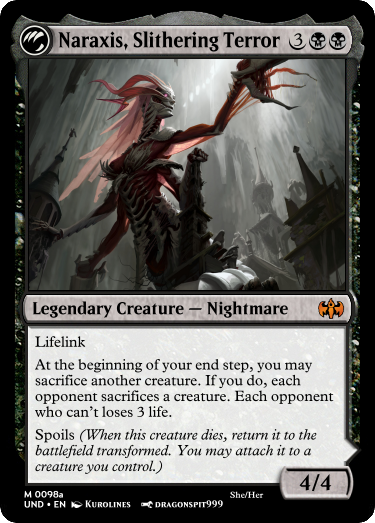 Naraxis, Slithering Terror 3
Legendary Creature — Nightmare
Lifelink
At the beginning of your end step, you may
sacrifice another creature. If you do, each
opponent sacrifices a creature. Each opponent
who can't loses 3 life.
Spoils (When this creature dies, return it to the
battlefield transformed. You may attach it to a
creature you control.)
4/4
M 0098a
She/Her
UND • EN Kurolines dragonspit999